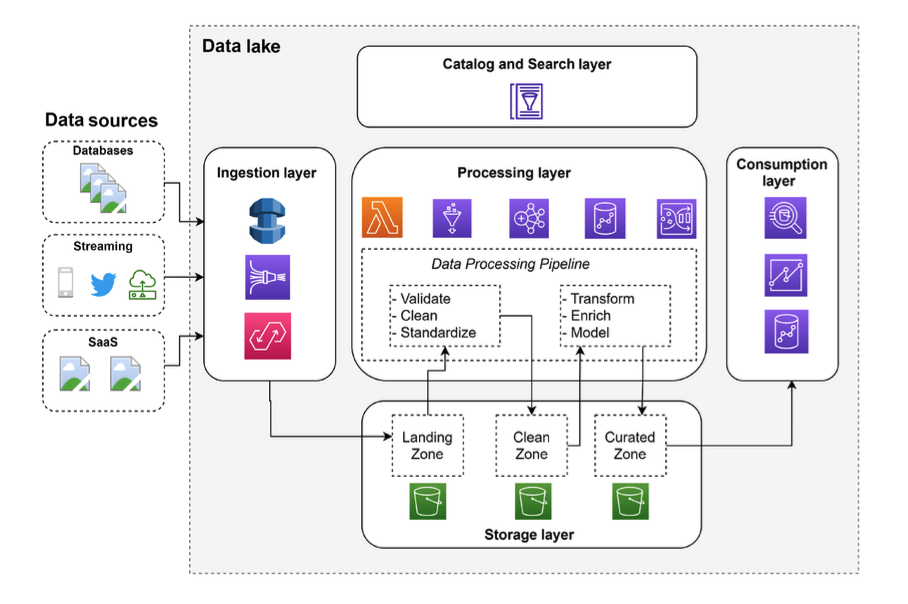 Data lake
Catalog and Search layer
Data sources
Databases
Streaming
SaaS
Ingestion layer
Processing layer
Data Processing Pipeline
- Validate
- Clean
- Standardize
- Transform
- Enrich
- Model
Consumption
layer
Landing
Zone
Clean
Zone
Curated
Zone
Storage layer